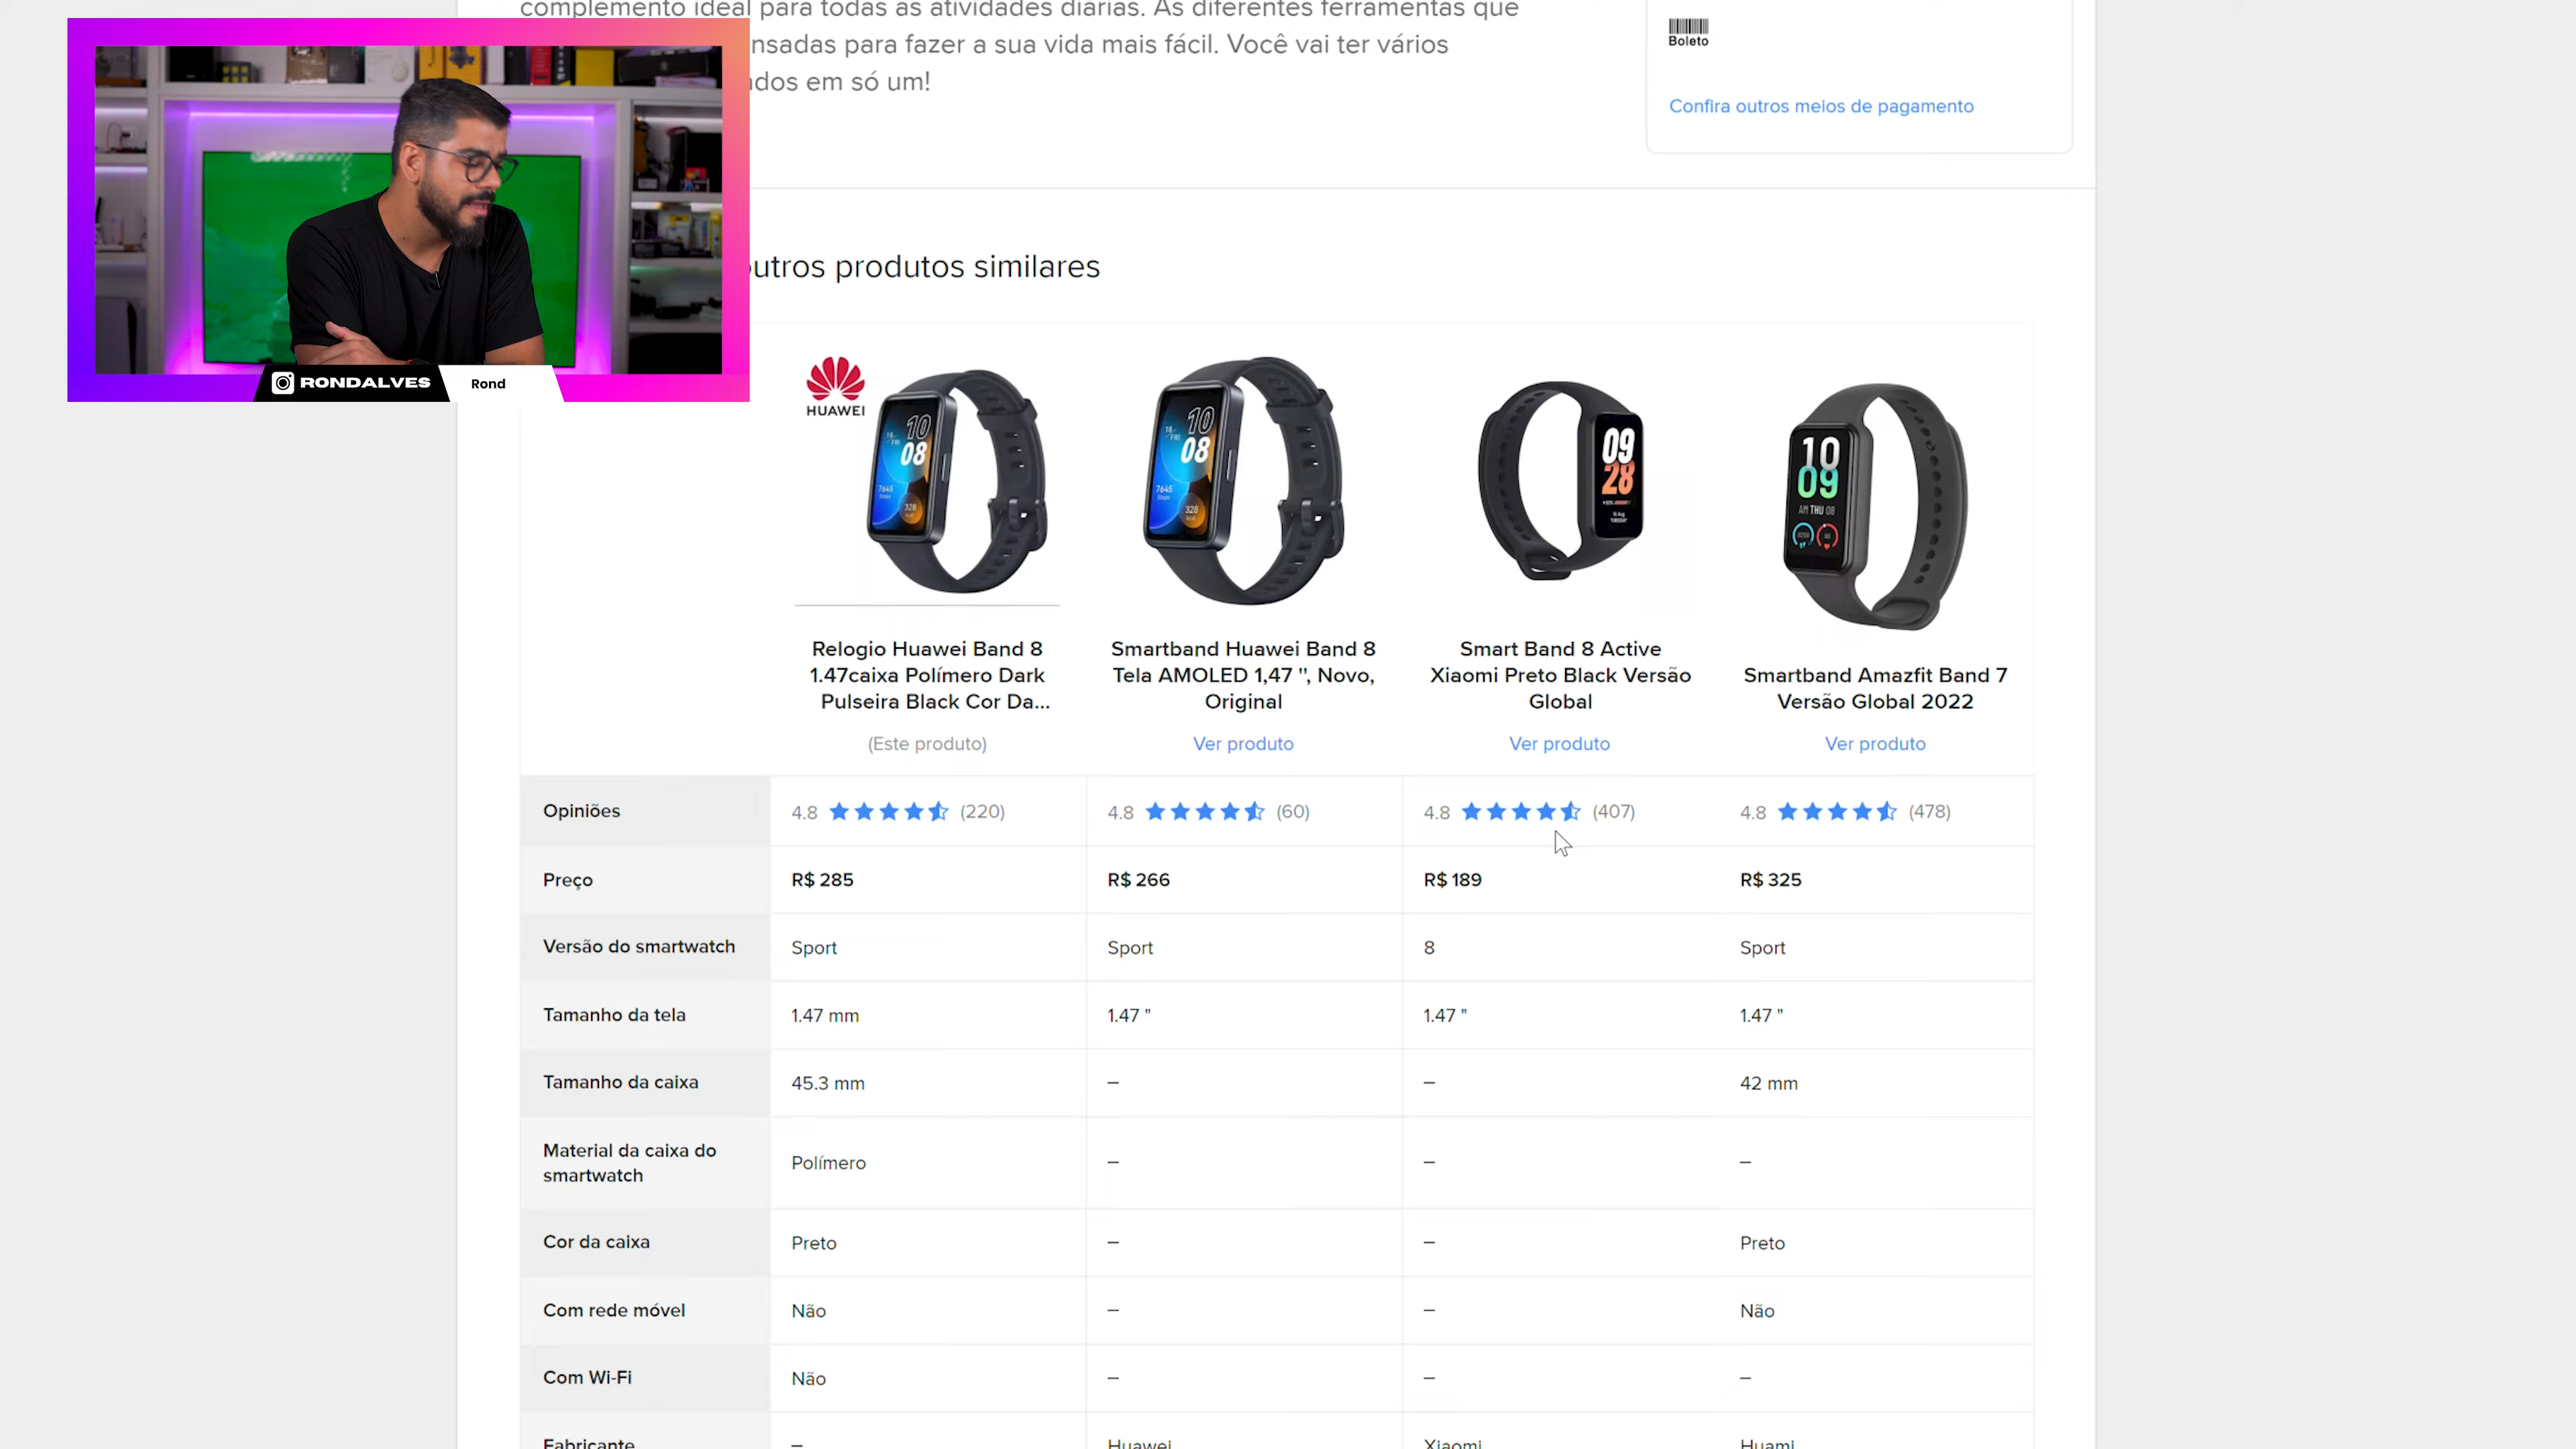 complemento ideal para todas as atividades diárias. As diferentes ferramentas que
nsadas para fazer a sua vida mais fácil. Você vai ter vários
dos em só um!
Boleto
Confira outros meios de pagamento
RONDALVES
Rond
outros produtos similares
HUAWEI
Relogio Huawei Band 8
1.47caixa Polímero Dark
Pulseira Black Cor Da...
(Este produto)
Smartband Huawei Band 8
Tela AMOLED 1,47 '', Novo,
Original
Ver produto
Smart Band 8 Active
Xiaomi Preto Black Versão
Global
Ver produto
Smartband Amazfit Band 7
Versão Global 2022
Ver produto
Opiniões 4.8 (220) 4.8 (60) 4.8 (407) 4.8 (478)
Preço R$ 285 R$ 266 R$ 189 R$ 325
Versão do smartwatch Sport Sport 8 Sport
Tamanho da tela 1.47 mm 1.47 " 1.47 " 1.47 "
Tamanho da caixa 45.3 mm – – 42 mm
Material da caixa do
smartwatch Polímero – – –
Cor da caixa Preto – – Preto
Com rede móvel Não – – Não
Com Wi-Fi Não – – –
Fabricante – Huawei Xiaomi Huami